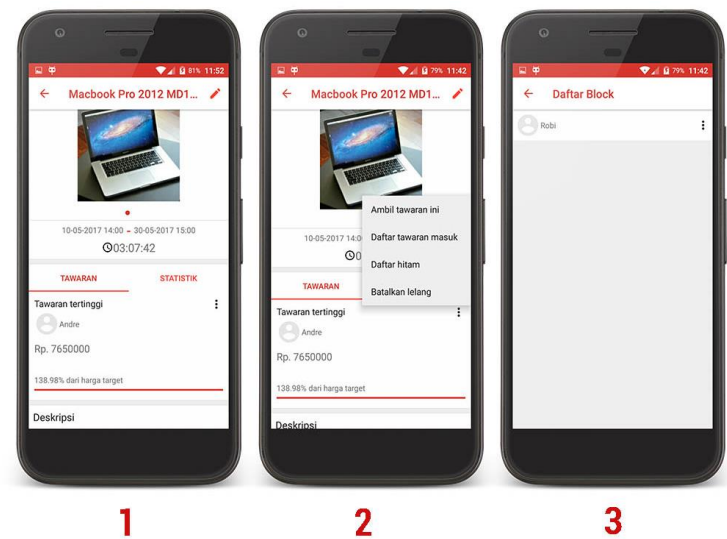 81% 11:52
Macbook Pro 2012 MD1...
10-05-2017 14:00 - 30-05-2017 15:00
03:07:42
TAWARAN STATISTIK
Tawaran tertinggi
Andre
Rp. 7650000
138.98% dari harga target
Deskripsi
1
79% 11:42
Macbook Pro 2012 MD1...
Ambil tawaran ini
Daftar tawaran masuk
Daftar hitam
Batalkan lelang
10-05-2017 14:0
0
TAWARAN
Tawaran tertinggi
Andre
Rp. 7650000
138.98% dari harga target
Deskripsi
2
79% 11:42
Daftar Block
Robi
3